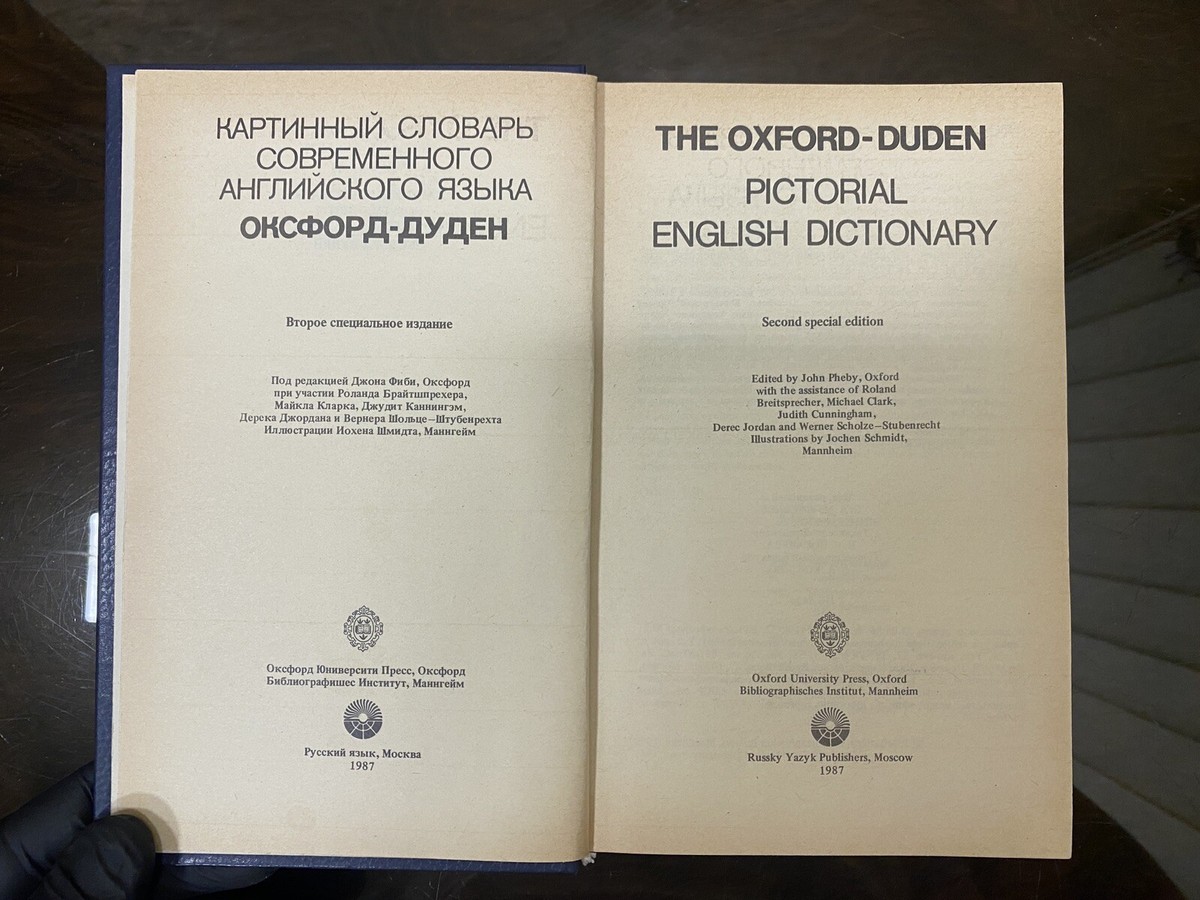 КАРТИННЫЙ СЛОВАРЬ
СОВРЕМЕННОГО
АНГЛИЙСКОГО ЯЗЫКА
ОКСФОРД-ДУДЕН
Второе специальное издание
Под редакцией Джона Фиби, Оксфорд
при участии Роланда Брайтшпрехера,
Майкла Кларка, Джудит Каннингэм,
Дерека Джордана и Вернера Шольце—Штубенрехта
Иллюстрации Иохена Шмидта, Маннгейм
Оксфорд Юниверсити Пресс, Оксфорд
Библиографишес Институт, Маннгейм
Русский язык, Москва
1987
THE OXFORD-DUDEN
PICTORIAL
ENGLISH DICTIONARY
Second special edition
Edited by John Pheby, Oxford
with the assistance of Roland
Breitsprecher, Michael Clark,
Judith Cunningham,
Derec Jordan and Werner Scholze—Stubenrecht
Illustrations by Jochen Schmidt,
Mannheim
Oxford University Press, Oxford
Bibliographisches Institut, Mannheim
Russky Yazyk Publishers, Moscow
1987